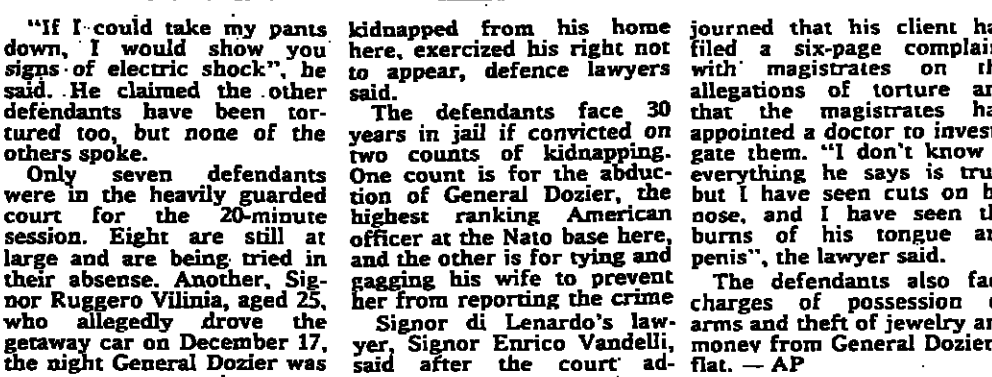 "If I could take my pants
down, I would show you
signs of electric shock", he
said. He claimed the other
defendants have been tor-
tured too, but none of the
others spoke.
Only seven defendants
were in the heavily guarded
court for the 20-minute
session. Eight are still at
large and are being tried in
their absense. Another, Sig-
nor Ruggero Vilinia, aged 25,
who allegedly drove the
getaway car on December 17,
the night General Dozier was
kidnapped from his home
here, exercized his right not
to appear, defence lawyers
said.
The defendants face 30
years in jail if convicted on
two counts of kidnapping.
One count is for the abduc-
tion of General Dozier, the
highest ranking American
officer at the Nato base here,
and the other is for tying and
gagging his wife to prevent
her from reporting the crime
Signor di Lenardo's law-
yer, Signor Enrico Vandelli,
said after the court ad-
journed that his client ha
filed a six-page complai
with magistrates on th
allegations of torture an
that the magistrates ha
appointed a doctor to invest
gate them. "I don't know
everything he says is tru
but I have seen cuts on h
nose, and I have seen th
burns of his tongue an
penis", the lawyer said.
The defendants also fac
charges of possession o
arms and theft of jewelry an
money from General Dozier
flat. — AP